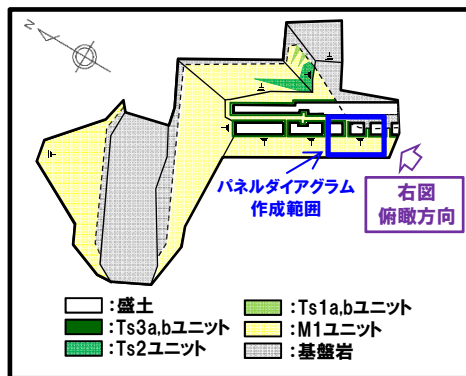 N
パネルダイアグラム
作成範囲
右図
俯瞰方向
:盛土
:Ts3a,bユニット
:Ts2ユニット
:Ts1a,bユニット
:M1ユニット
:基盤岩